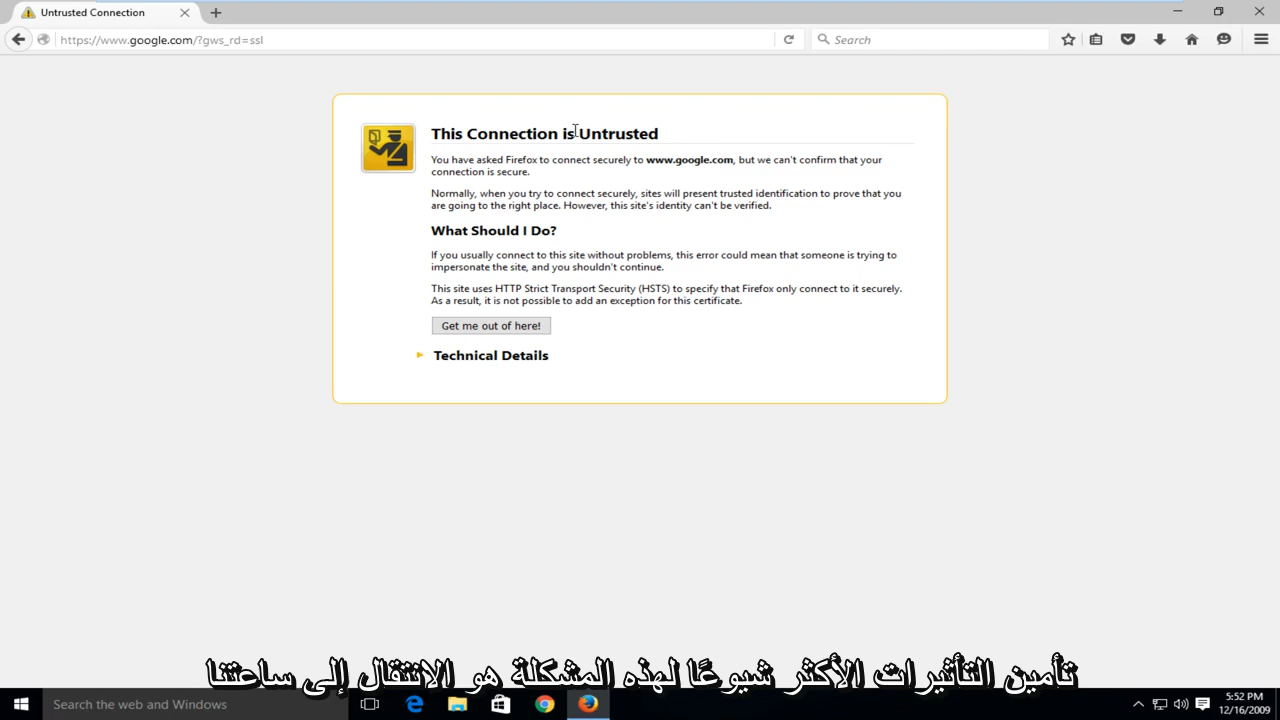 Untrusted Connection
https://www.google.com/?gws_rd=ssl
Search
This Connection is Untrusted
You have asked Firefox to connect securely to www.google.com, but we can't confirm that your
connection is secure.
Normally, when you try to connect securely, sites will present trusted identification to prove that you
are going to the right place. However, this site's identity can't be verified.
What Should I Do?
If you usually connect to this site without problems, this error could mean that someone is trying to
impersonate the site, and you shouldn't continue.
This site uses HTTP Strict Transport Security (HSTS) to specify that Firefox only connect to it securely.
As a result, it is not possible to add an exception for this certificate.
Get me out of here!
Technical Details
تأمين التأثيرات الأكثر شيوعًا لهذه المشكلة هو الانتقال إلى ساعتنا
Search the web and Windows
5:52 PM
12/16/2009